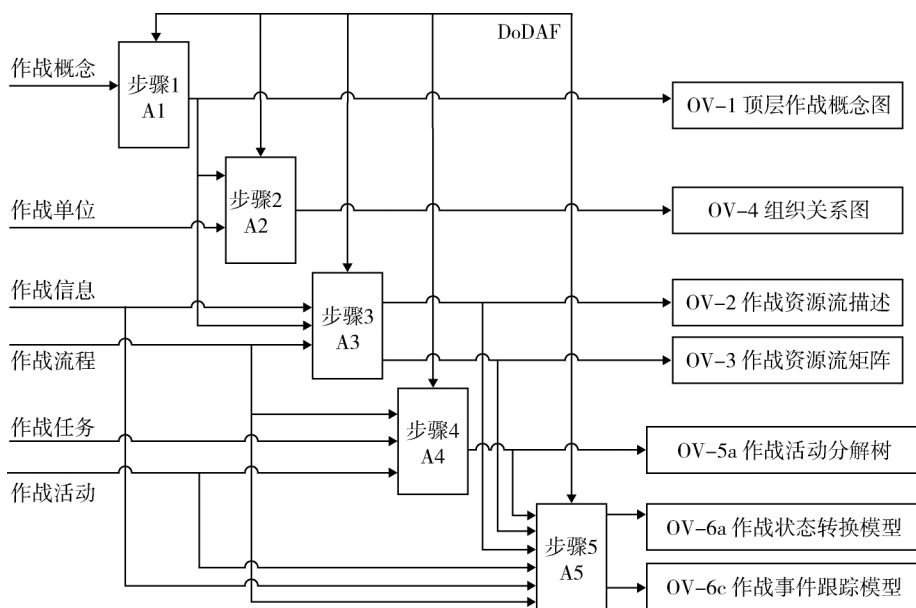 DoDAF
作战概念
步骤1
A1
OV-1 顶层作战概念图
作战单位
步骤2
A2
OV-4 组织关系图
作战信息
步骤3
A3
OV-2 作战资源流描述
作战流程
OV-3 作战资源流矩阵
作战任务
步骤4
A4
OV-5a 作战活动分解树
作战活动
步骤5
A5
OV-6a 作战状态转换模型
OV-6c 作战事件跟踪模型